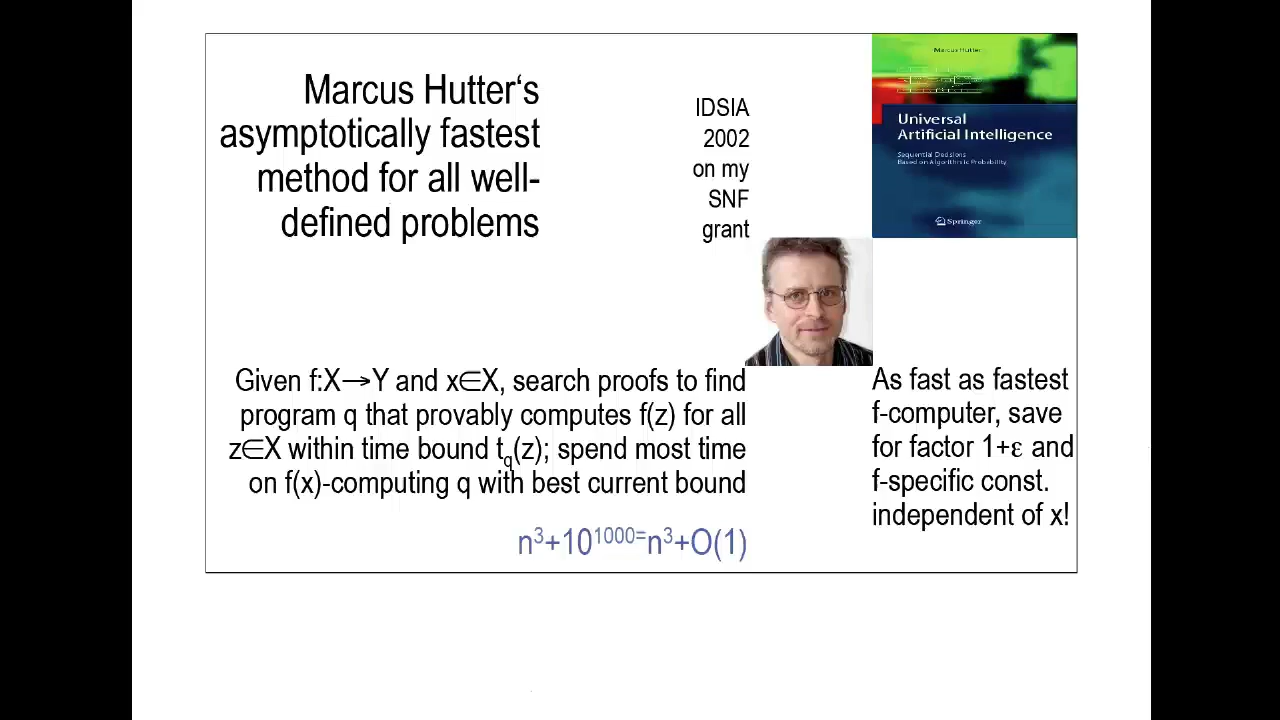 Marcus Hutter‘s
asymptotically fastest
method for all well-
defined problems
IDSIA
2002
on my
SNF
grant
Marcus Hutter
Universal
Artificial Intelligence
Sequential Decisions
Based on Algorithmic Probability
Springer
Given f:X→Y and x∈X, search proofs to find
program q that provably computes f(z) for all
z∈X within time bound tq(z); spend most time
on f(x)-computing q with best current bound
n³+10¹⁰⁰⁰⁼n³+O(1)
As fast as fastest
f-computer, save
for factor 1+ε and
f-specific const.
independent of x!